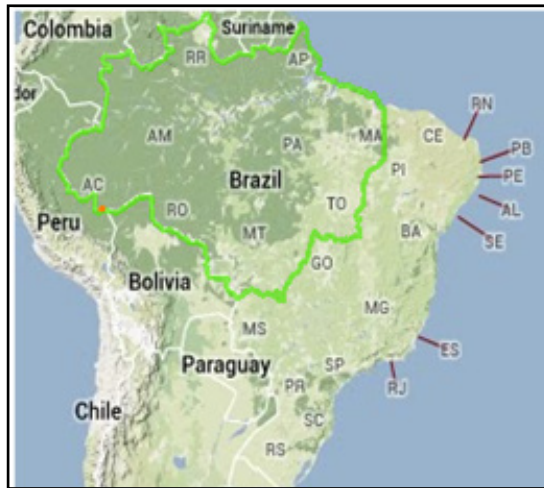 Colombia
Suriname
RR
AP
dor
AM
PA
MA
CE
RN
PB
PI
PE
AC
Brazil
TO
AL
RO
Peru
MT
BA
SE
Bolivia
GO
MG
MS
ES
SP
Paraguay
RJ
PR
Chile
SC
RS